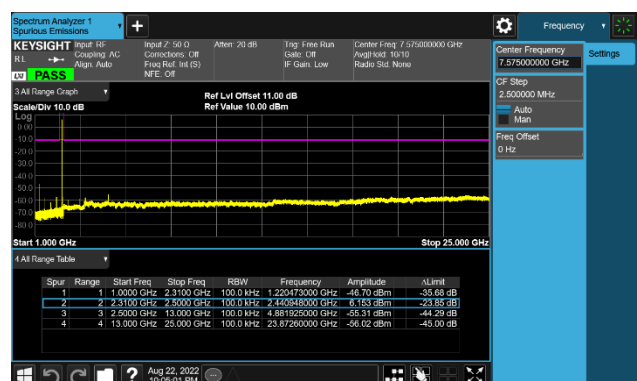 Spectrum Analyzer 1
Spurious Emissions
+
Frequency
KEYSIGHT
RL
LXI PASS
Input: RF
Coupling: AC
Align: Auto
Input Z: 50 Ω
Corrections: Off
Freq Ref: Int (S)
NFE: Off
Atten: 20 dB
Trig: Free Run
Gate: Off
IF Gain: Low
Center Freq: 7.575000000 GHz
Avg|Hold: 10/10
Radio Std: None
Center Frequency
7.575000000 GHz
Settings
CF Step
2.500000 MHz
Auto
Man
Freq Offset
0 Hz
3 All Range Graph
Scale/Div 10.0 dB
Ref Lvl Offset 11.00 dB
Ref Value 10.00 dBm
Log
0.00
-10.0
-20.0
-30.0
-40.0
-50.0
-60.0
-70.0
-80.0
Start 1.000 GHz Stop 25.000 GHz
4 All Range Table
Spur Range Start Freq Stop Freq RBW Frequency Amplitude ΔLimit
1 1 1.0000 GHz 2.3100 GHz 100.0 kHz 1.220473000 GHz -46.70 dBm -35.68 dB
2 2 2.3100 GHz 2.5000 GHz 100.0 kHz 2.440948000 GHz 6.153 dBm -23.85 dB
3 3 2.5000 GHz 13.000 GHz 100.0 kHz 4.881925000 GHz -55.31 dBm -44.29 dB
4 4 13.000 GHz 25.000 GHz 100.0 kHz 23.87260000 GHz -56.02 dBm -45.00 dB
?
Aug 22, 2022
10:05:01 PM